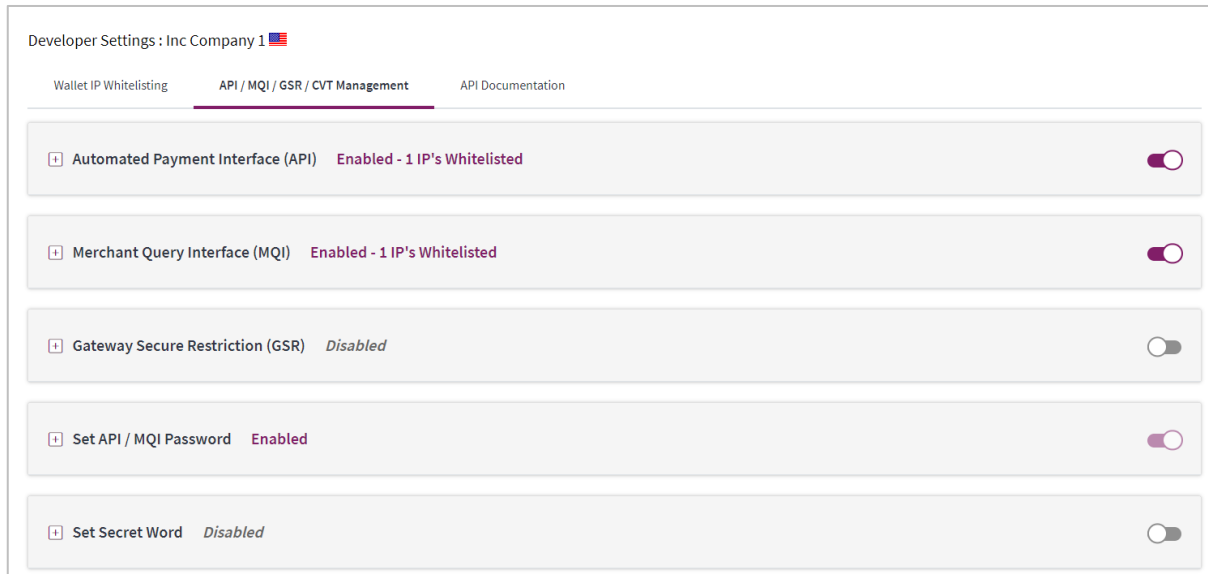 Developer Settings : Inc Company 1
Wallet IP Whitelisting API / MQI / GSR / CVT Management API Documentation
Automated Payment Interface (API) Enabled - 1 IP's Whitelisted
Merchant Query Interface (MQI) Enabled - 1 IP's Whitelisted
Gateway Secure Restriction (GSR) Disabled
Set API / MQI Password Enabled
Set Secret Word Disabled